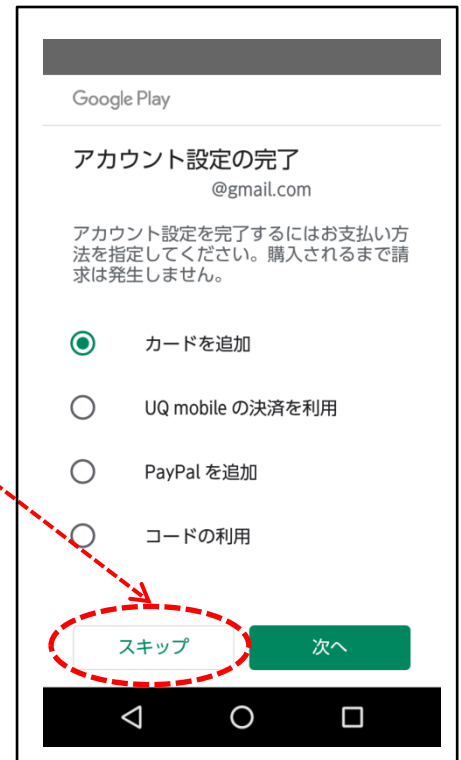 Google Play
アカウント設定の完了
@gmail.com
アカウント設定を完了するにはお支払い方
法を指定してください。購入されるまで請
求は発生しません。
カードを追加
UQ mobile の決済を利用
PayPal を追加
コードの利用
スキップ
次へ